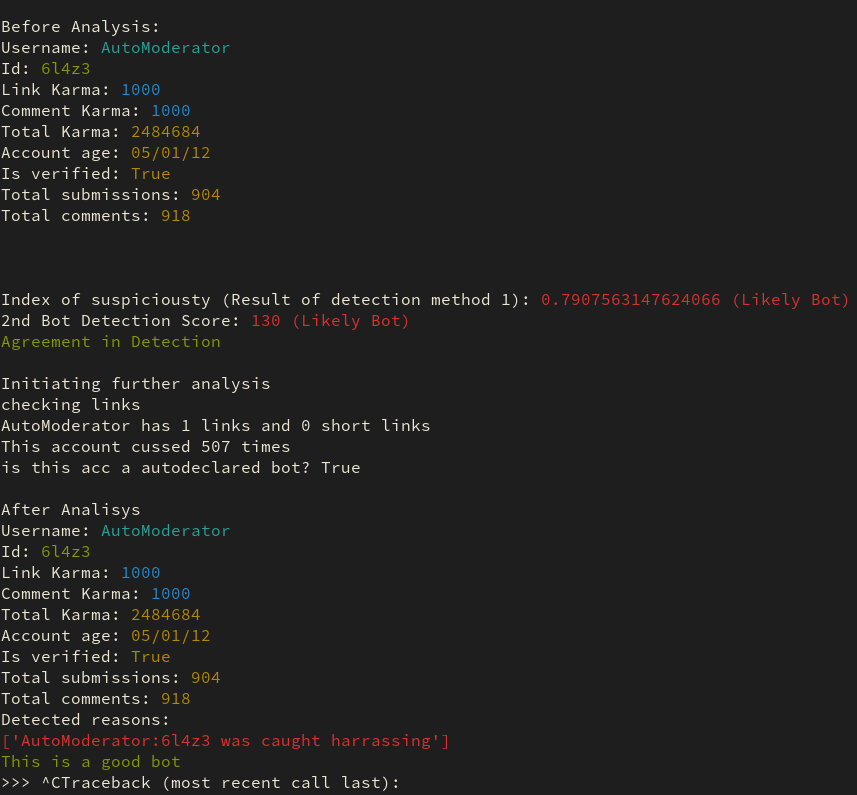 Before Analysis:
Username: AutoModerator
Id: 6l4z3
Link Karma: 1000
Comment Karma: 1000
Total Karma: 2484684
Account age: 05/01/12
Is verified: True
Total submissions: 904
Total comments: 918
Index of suspiciousty (Result of detection method 1): 0.7907563147624066 (Likely Bot)
2nd Bot Detection Score: 130 (Likely Bot)
Agreement in Detection
Initiating further analysis
checking links
AutoModerator has 1 links and 0 short links
This account cussed 507 times
is this acc a autodeclared bot? True
After Analisys
Username: AutoModerator
Id: 6l4z3
Link Karma: 1000
Comment Karma: 1000
Total Karma: 2484684
Account age: 05/01/12
Is verified: True
Total submissions: 904
Total comments: 918
Detected reasons:
['AutoModerator:6l4z3 was caught harrassing']
This is a good bot
>>> ^CTraceback (most recent call last):